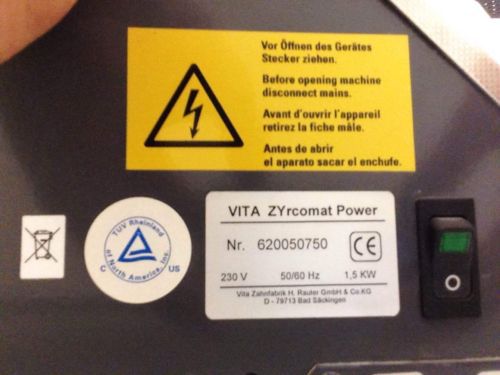 Vor Öffnen des Gerätes
Stecker ziehen.
Before opening machine
disconnect mains.
Avant d'ouvrir l'appareil
retirez la fiche mâle.
Antes de abrir
el aparato sacar el enchufe.
TÜV Rheinland
of North America, Inc.
C US
VITA ZYrcomat Power
Nr. 620050750 CE
230 V 50/60 Hz 1,5 KW
Vita Zahnfabrik H. Rauter GmbH & Co.KG
D - 79713 Bad Säckingen